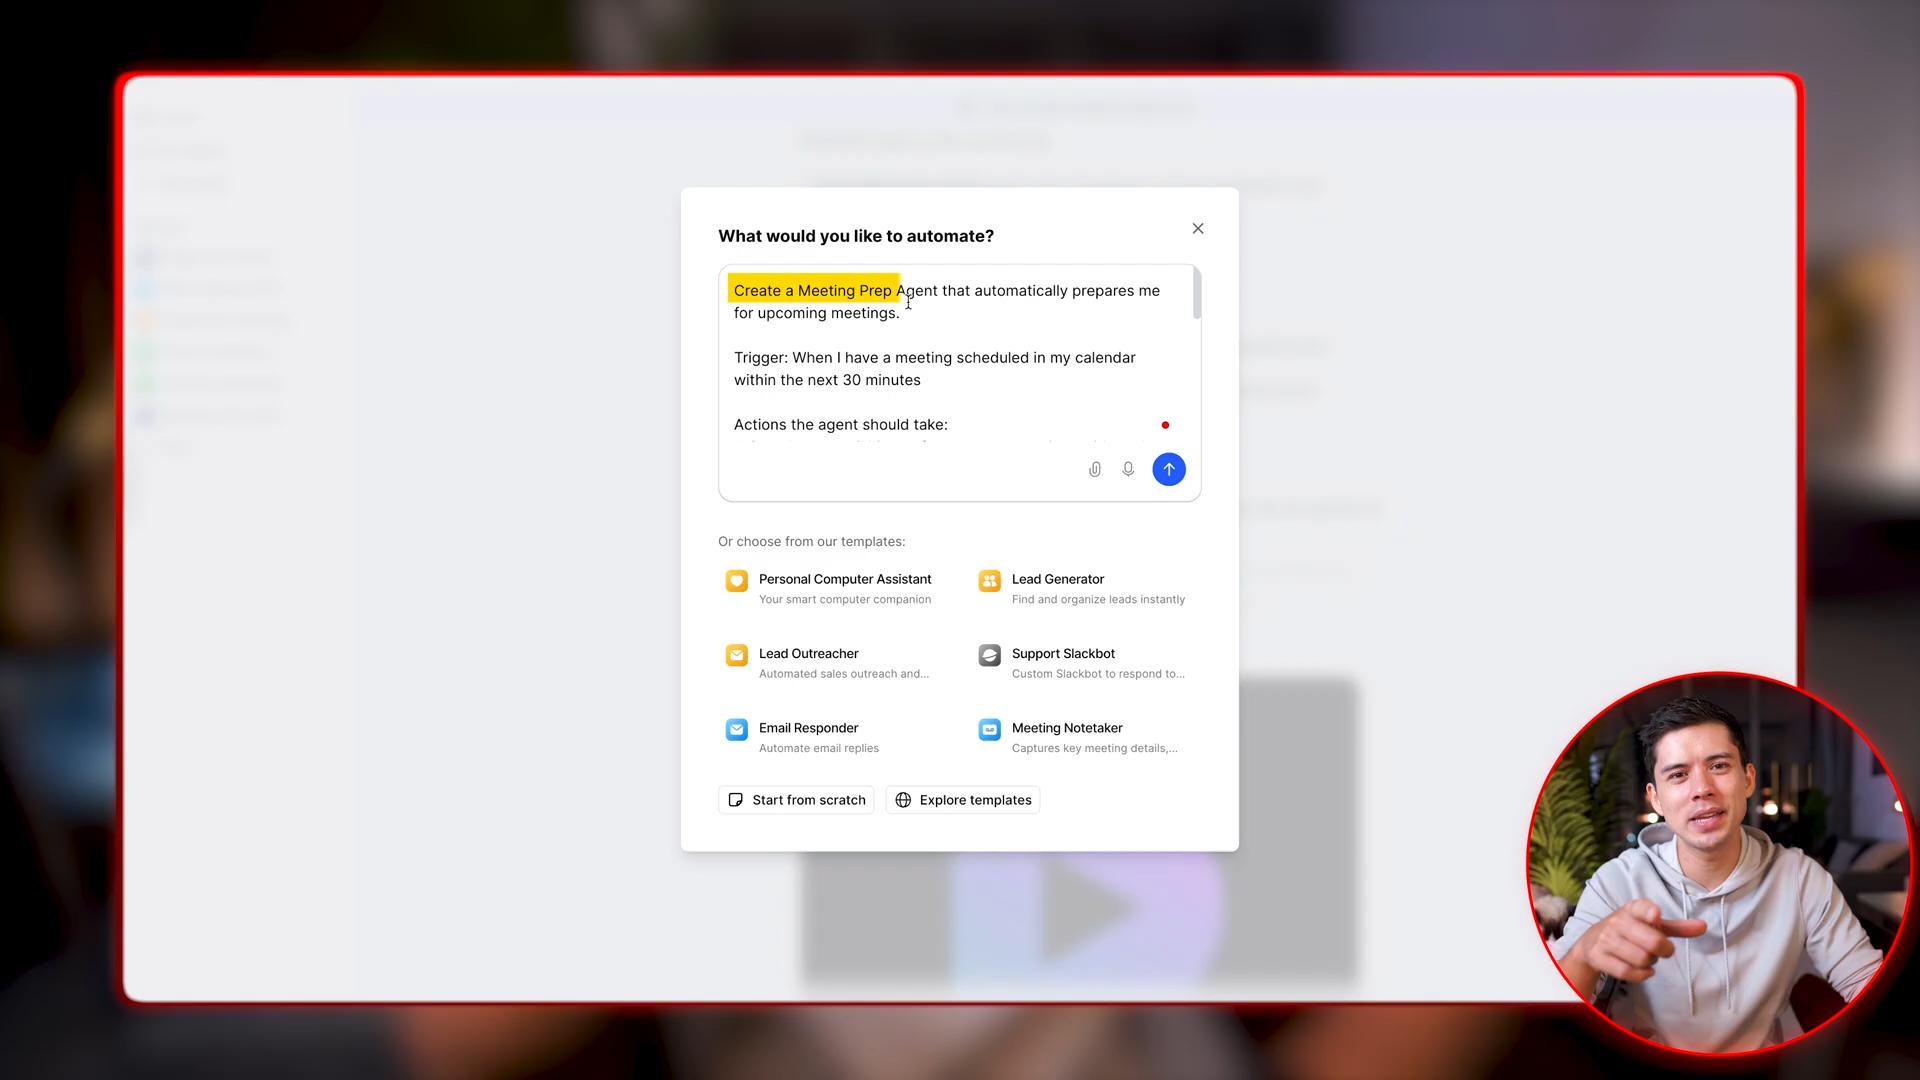 What would you like to automate?
Create a Meeting Prep Agent that automatically prepares me
for upcoming meetings.
Trigger: When I have a meeting scheduled in my calendar
within the next 30 minutes
Actions the agent should take:
Or choose from our templates:
Personal Computer Assistant
Your smart computer companion
Lead Generator
Find and organize leads instantly
Lead Outreacher
Automated sales outreach and...
Support Slackbot
Custom Slackbot to respond to...
Email Responder
Automate email replies
Meeting Notetaker
Captures key meeting details,...
Start from scratch
Explore templates